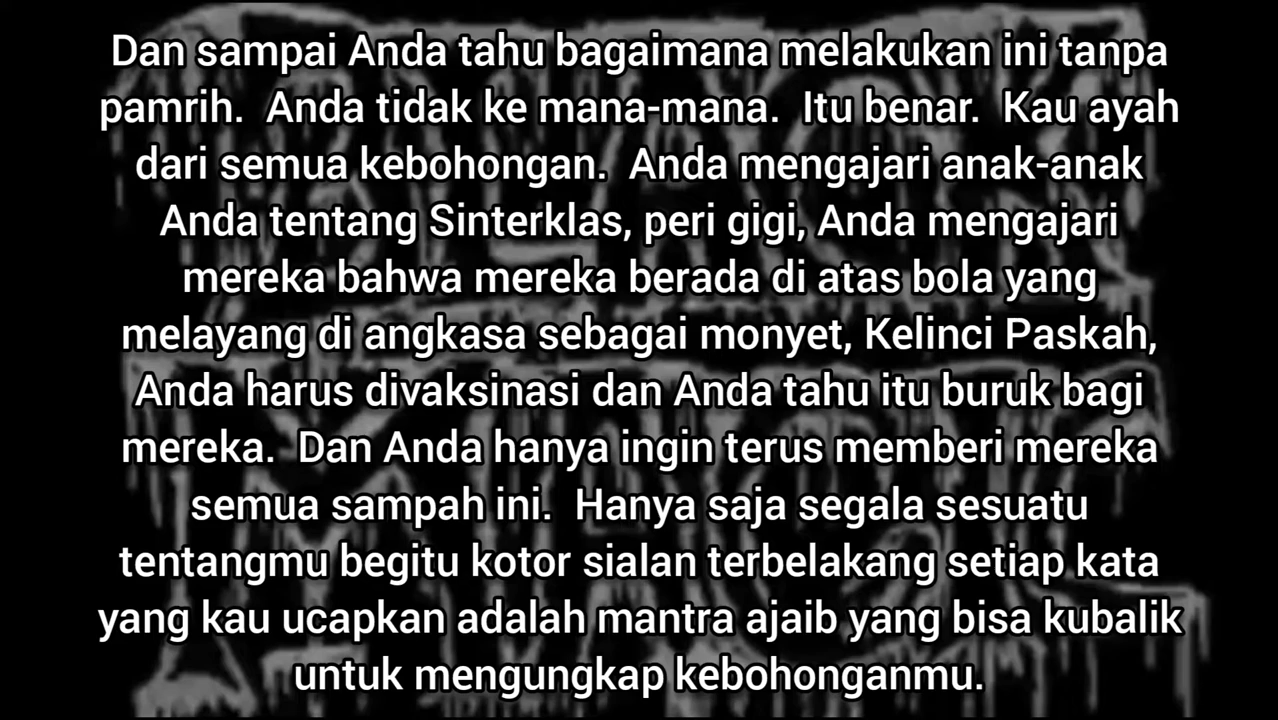 Dan sampai Anda tahu bagaimana melakukan ini tanpa
pamrih.  Anda tidak ke mana-mana.  Itu benar.  Kau ayah
dari semua kebohongan.  Anda mengajari anak-anak
Anda tentang Sinterklas, peri gigi, Anda mengajari
mereka bahwa mereka berada di atas bola yang
melayang di angkasa sebagai monyet, Kelinci Paskah,
Anda harus divaksinasi dan Anda tahu itu buruk bagi
mereka.  Dan Anda hanya ingin terus memberi mereka
semua sampah ini.  Hanya saja segala sesuatu
tentangmu begitu kotor sialan terbelakang setiap kata
yang kau ucapkan adalah mantra ajaib yang bisa kubalik
untuk mengungkap kebohonganmu.